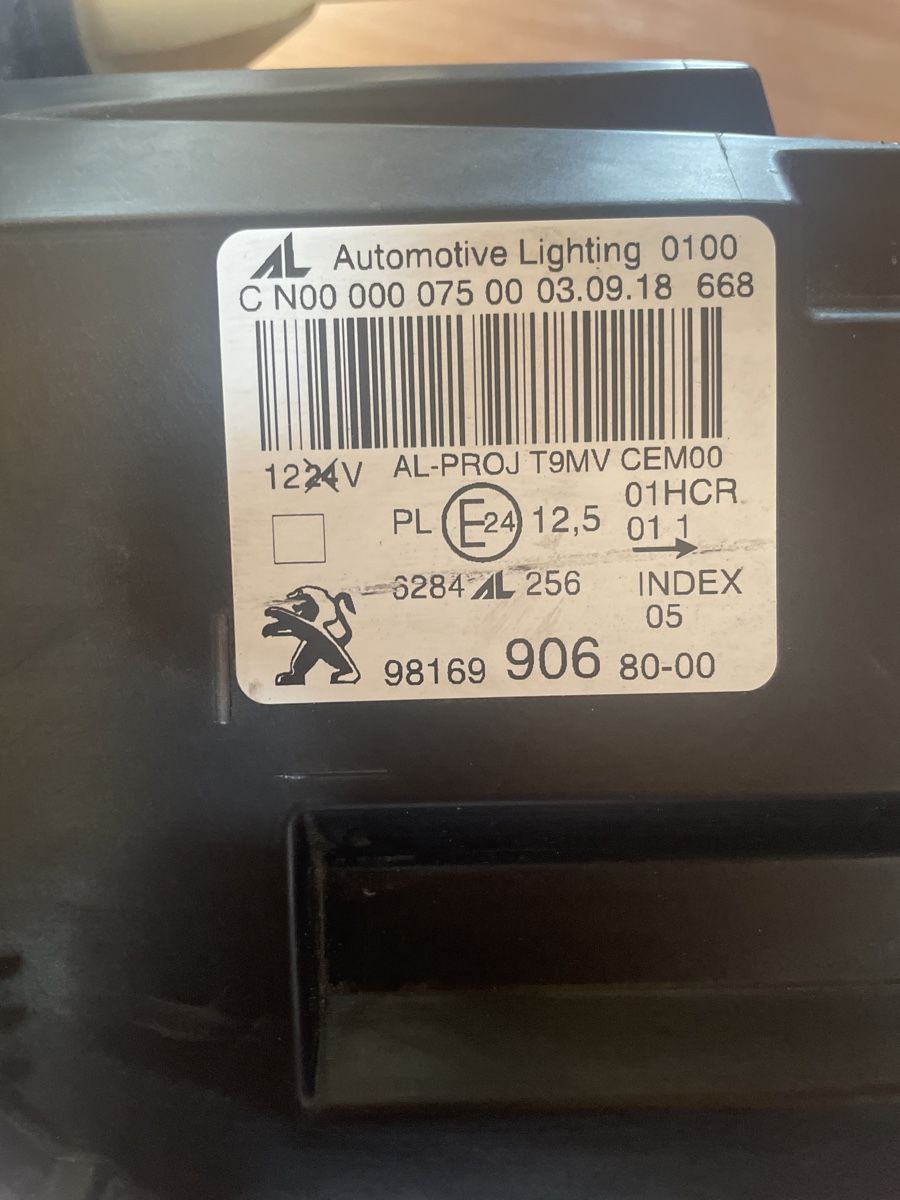 AL Automotive Lighting 0100
C N00 000 075 00 03.09.18 668
1224V AL-PROJ T9MV CEM00
01HCR
PL E24 12,5 01 1
6284 AL 256 INDEX
05
98169 906 80-00